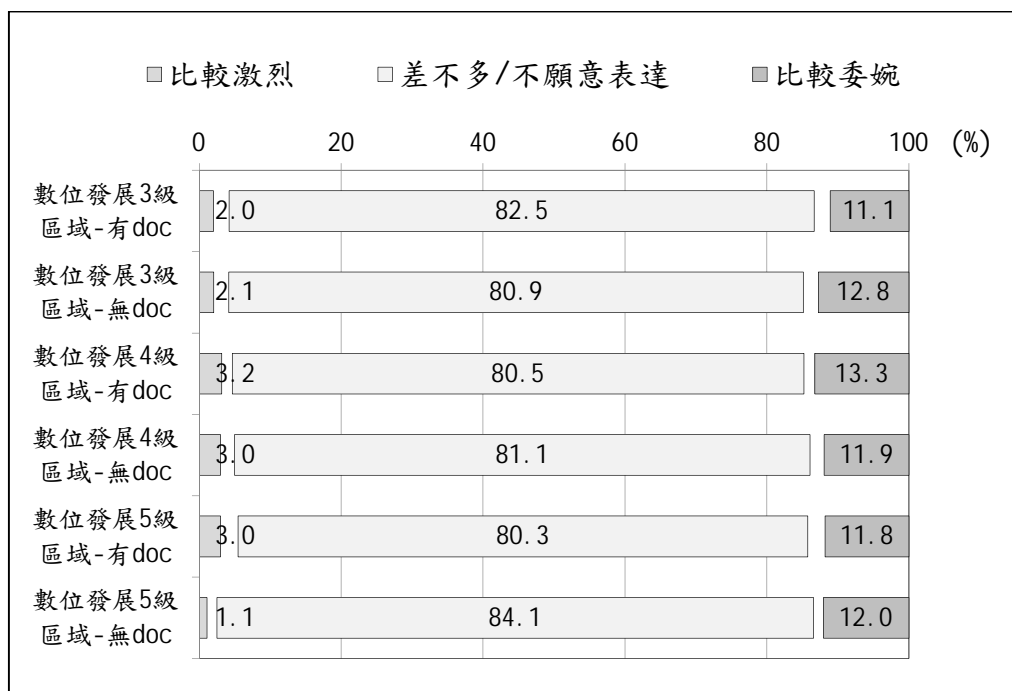 比較激烈 差不多/不願意表達 比較委婉
0 20 40 60 80 100 (%)
數位發展3級
區域-有doc
2.0 82.5 11.1
數位發展3級
區域-無doc
2.1 80.9 12.8
數位發展4級
區域-有doc
3.2 80.5 13.3
數位發展4級
區域-無doc
3.0 81.1 11.9
數位發展5級
區域-有doc
3.0 80.3 11.8
數位發展5級
區域-無doc
1.1 84.1 12.0